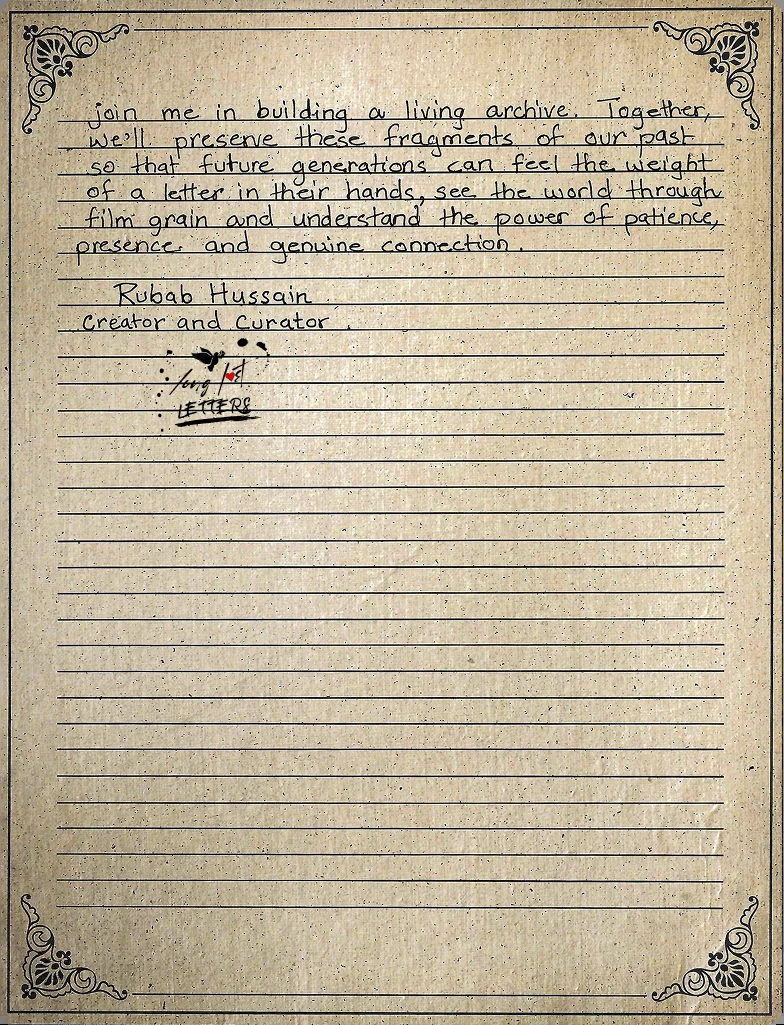 join me in building a living archive. Together,
we'll preserve these fragments of our past
so that future generations can feel the weight
of a letter in their hands, see the world through
film grain and understand the power of patience,
presence and genuine connection.
Rubab Hussain
Creator and Curator.
long lost
LETTERS